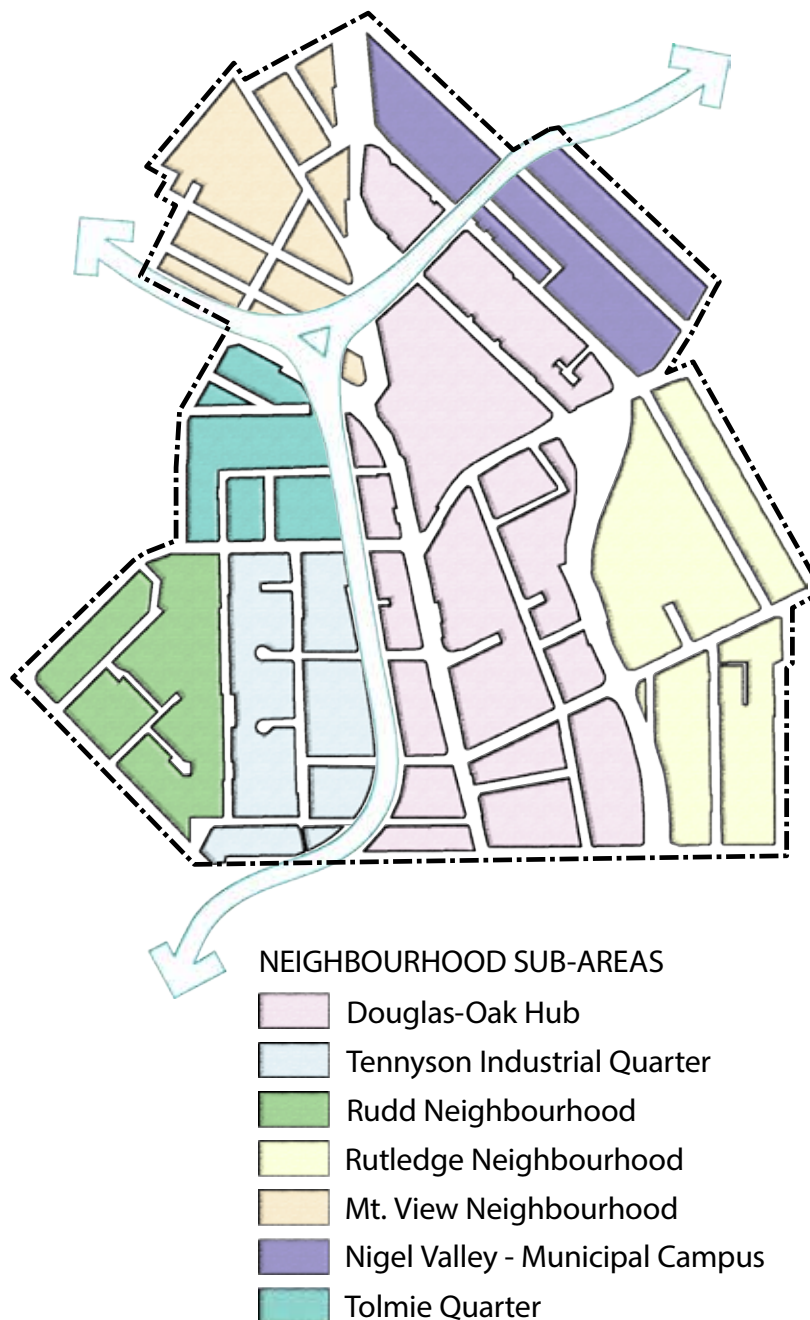 NEIGHBOURHOOD SUB-AREAS
Douglas-Oak Hub
Tennyson Industrial Quarter
Rudd Neighbourhood
Rutledge Neighbourhood
Mt. View Neighbourhood
Nigel Valley - Municipal Campus
Tolmie Quarter